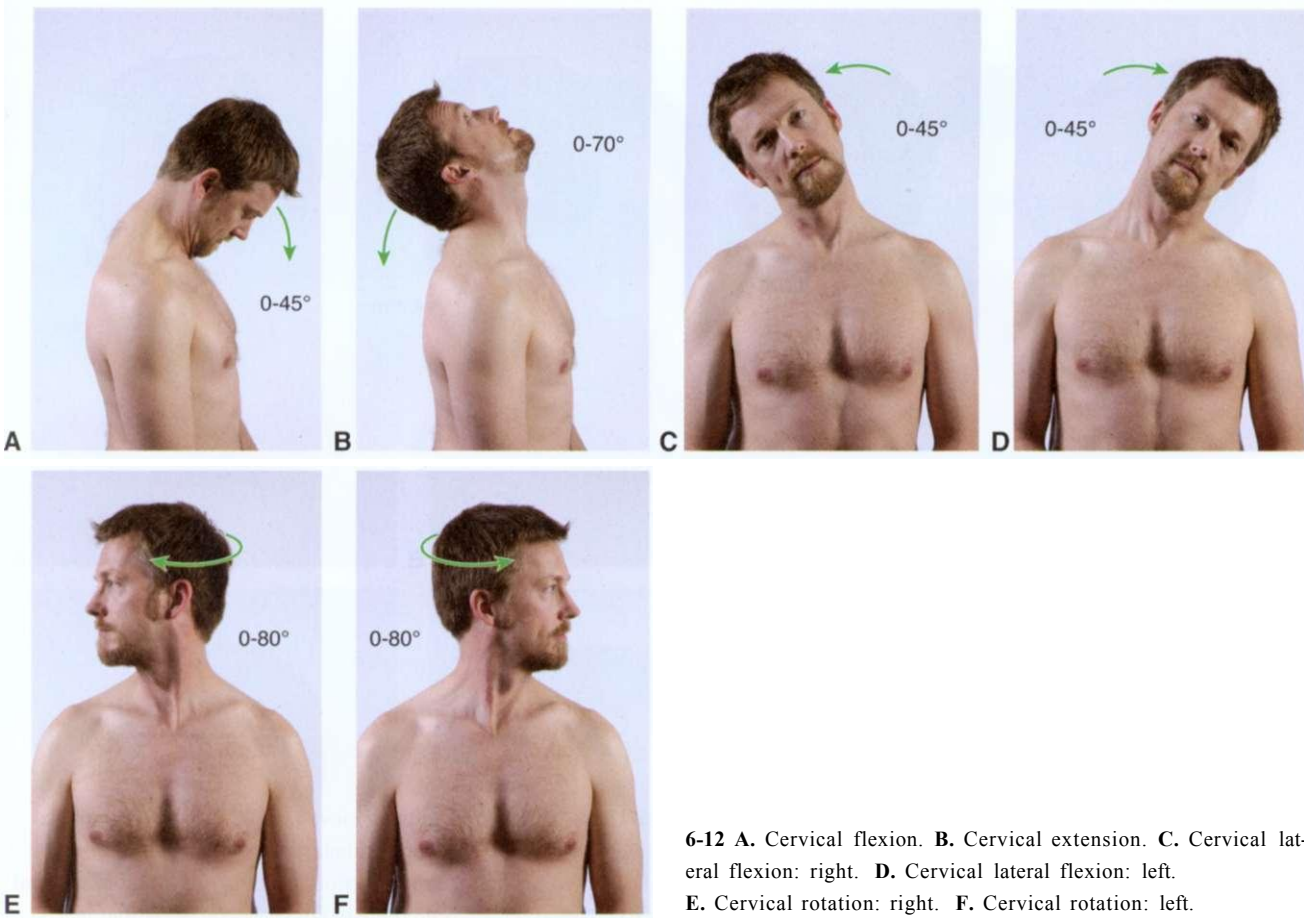 0-45°
A
0-70°
B
0-45°
C
0-45°
D
0-80°
E
0-80°
F
6-12 A. Cervical flexion. B. Cervical extension. C. Cervical lat-
eral flexion: right. D. Cervical lateral flexion: left.
E. Cervical rotation: right. F. Cervical rotation: left.